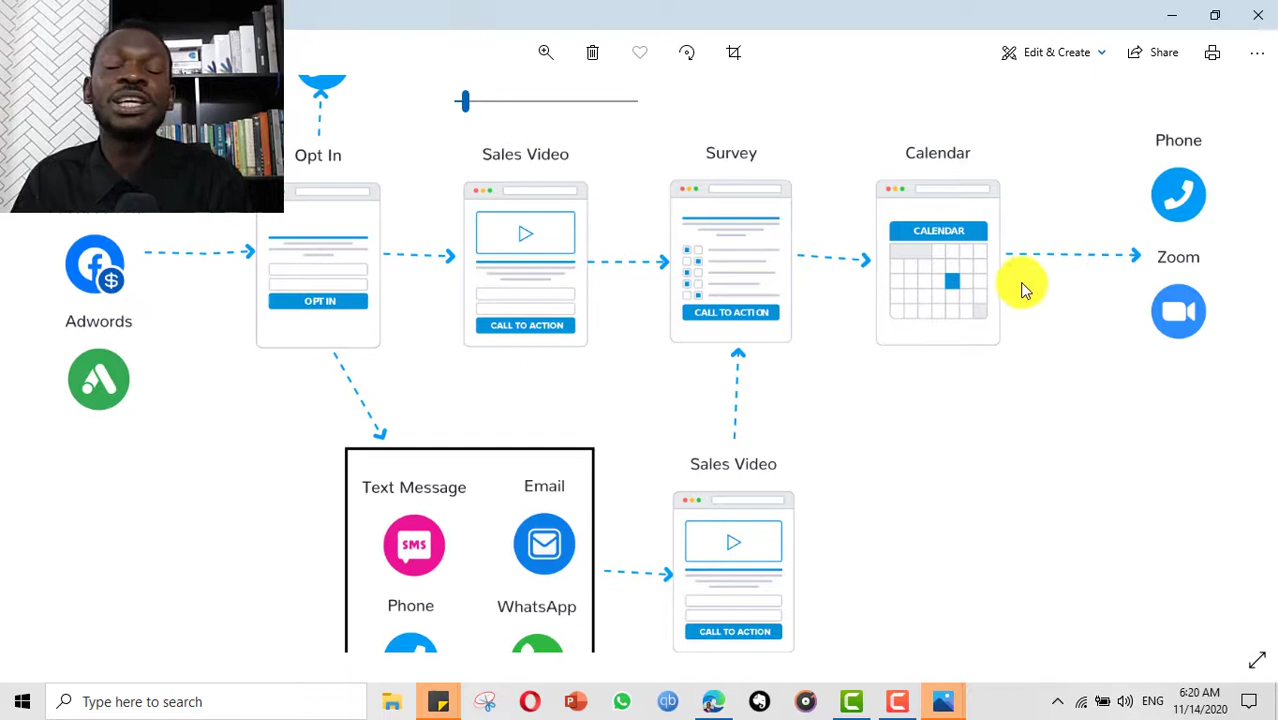 Edit & Create
Share
Opt In
Sales Video
Survey
Calendar
Phone
CALENDAR
Zoom
OPT IN
CALL TO ACTION
CALL TO ACTION
Adwords
Sales Video
Text Message
Email
SMS
Phone
WhatsApp
CALL TO ACTION
Type here to search
qb
ENG
6:20 AM
11/14/2020